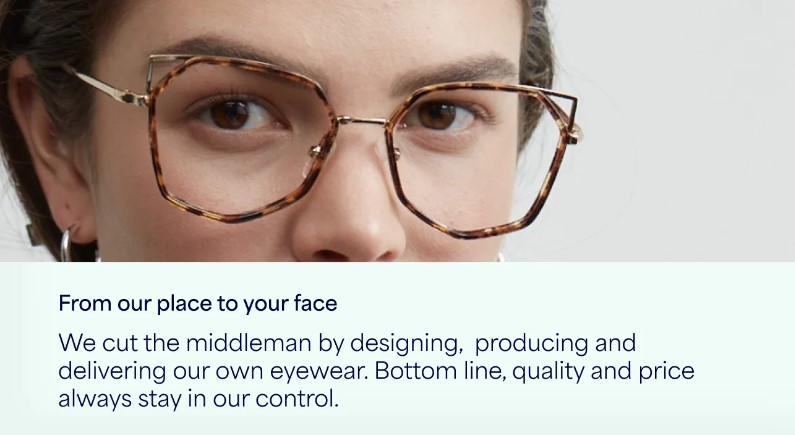 From our place to your face
We cut the middleman by designing,  producing and
delivering our own eyewear. Bottom line, quality and price
always stay in our control.